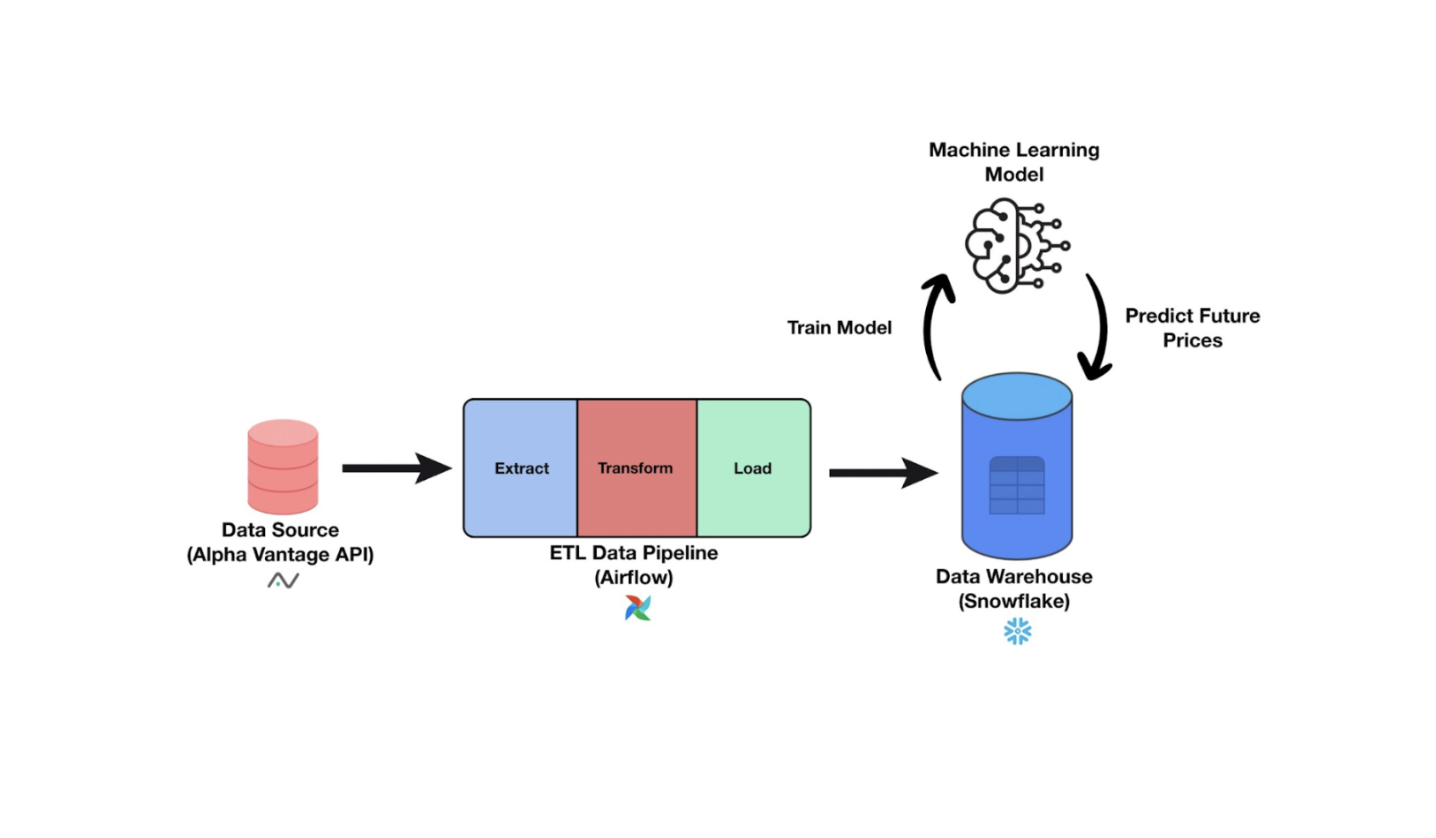 Machine Learning
Model
Train Model
Predict Future
Prices
Extract
Transform
Load
Data Source
(Alpha Vantage API)
ETL Data Pipeline
(Airflow)
Data Warehouse
(Snowflake)